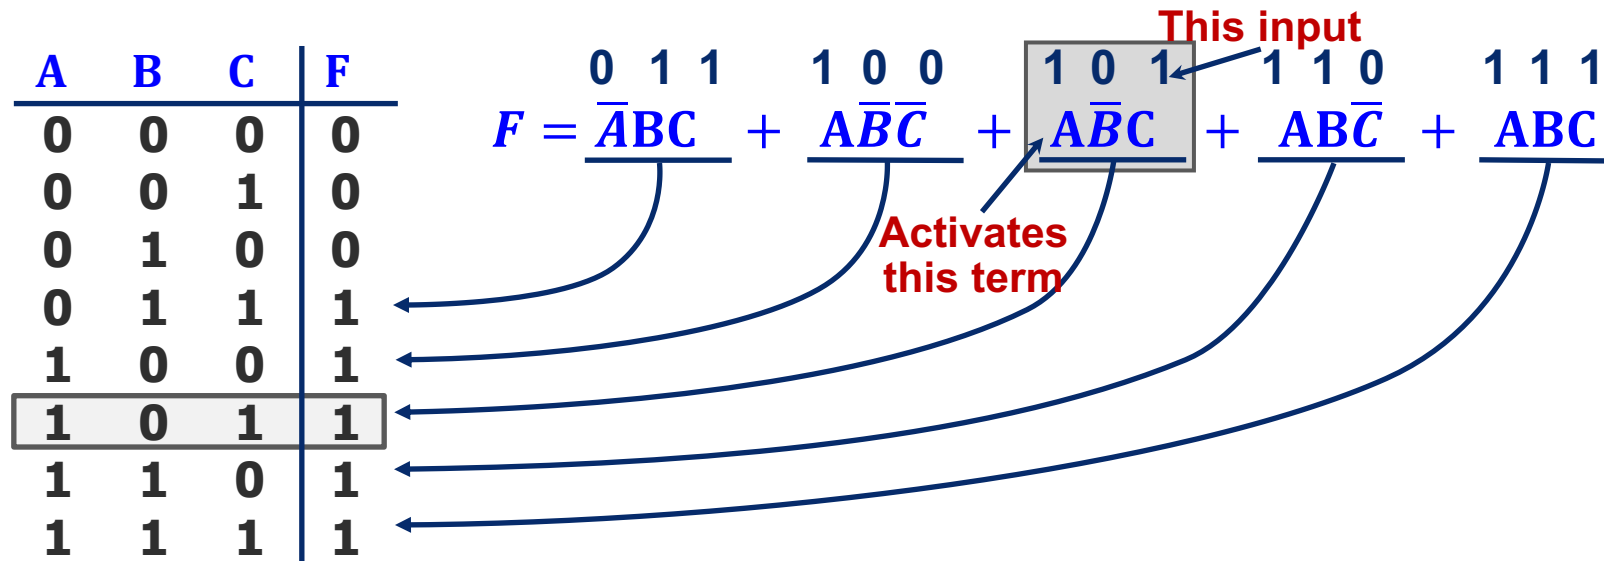 A B C F
0 0 0 0
0 0 1 0
0 1 0 0
0 1 1 1
1 0 0 1
1 0 1 1
1 1 0 1
1 1 1 1
This input
0 1 1 1 0 0 1 0 1 1 1 0 1 1 1
F = A̅BC + AB̅C̅ + AB̅C + ABC̅ + ABC
Activates
this term